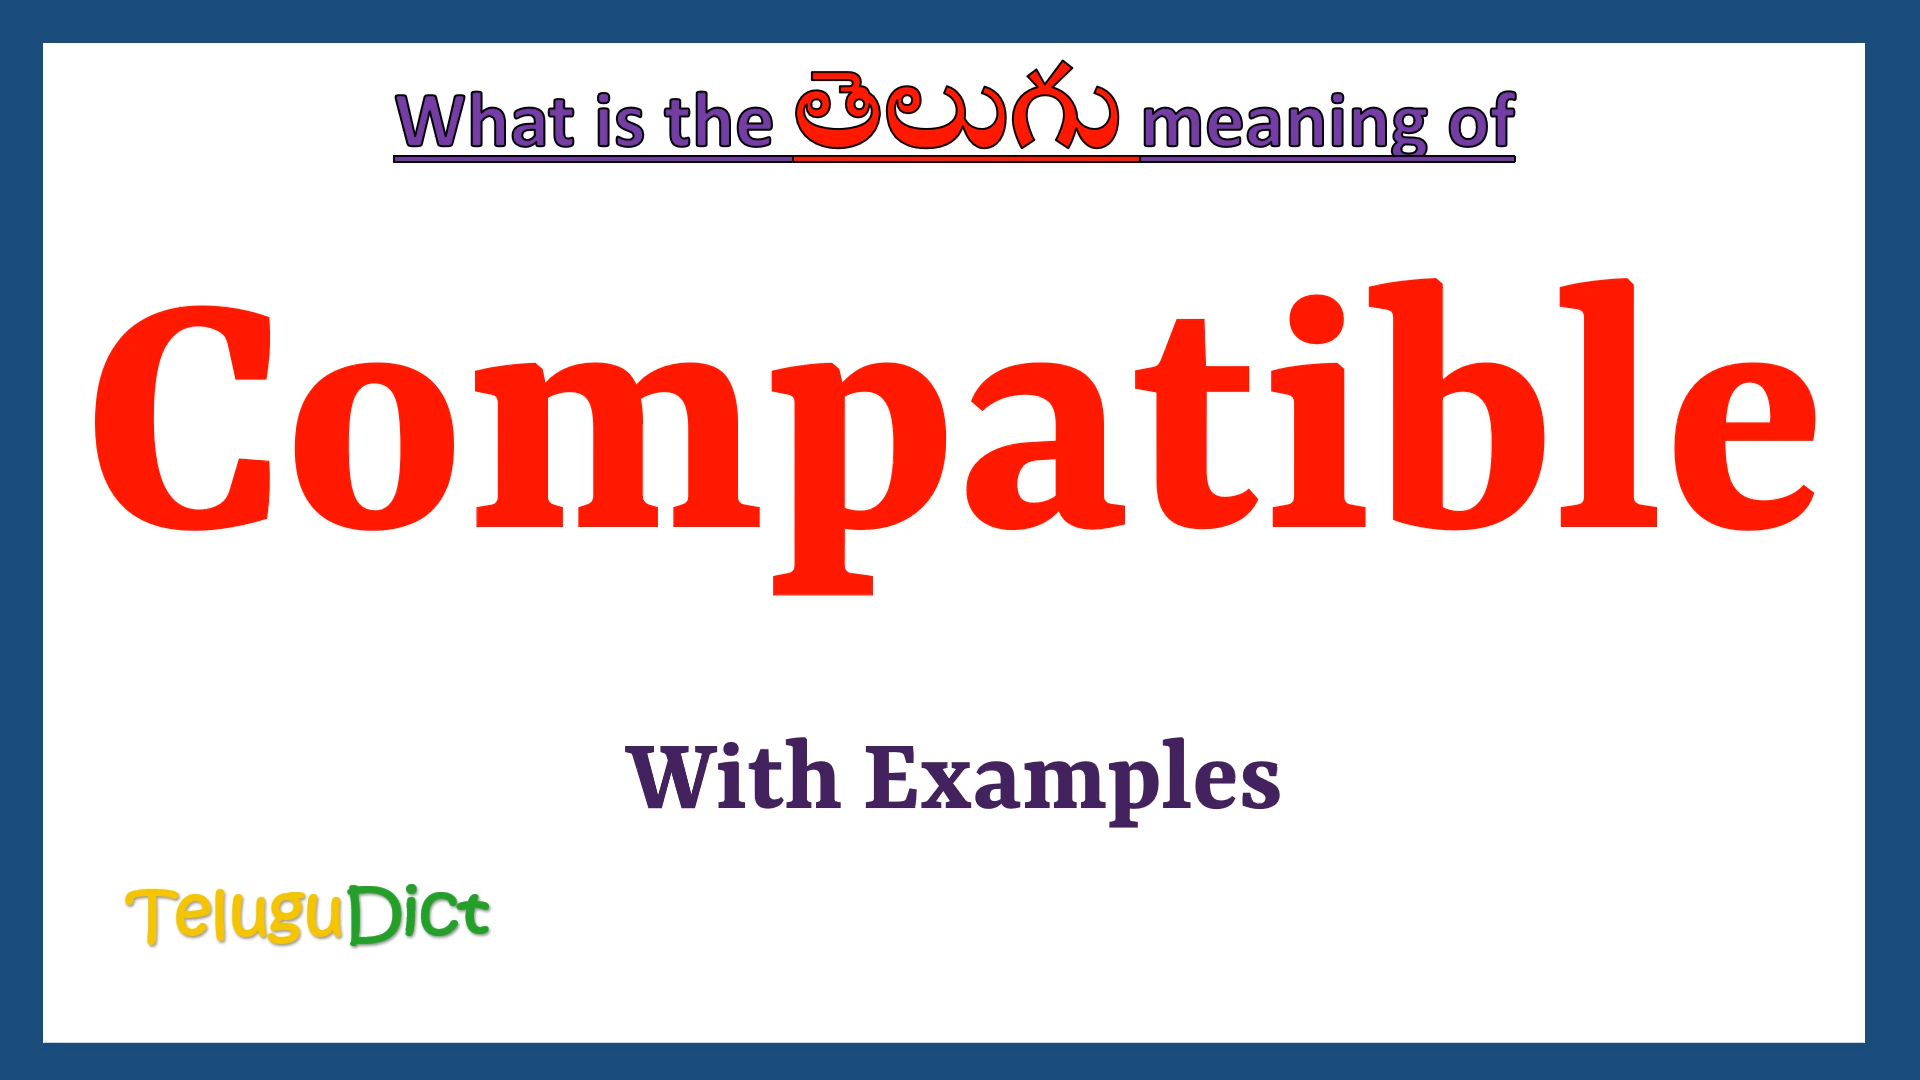 What is the తెలుగు meaning of
Compatible
With Examples
TeluguDict